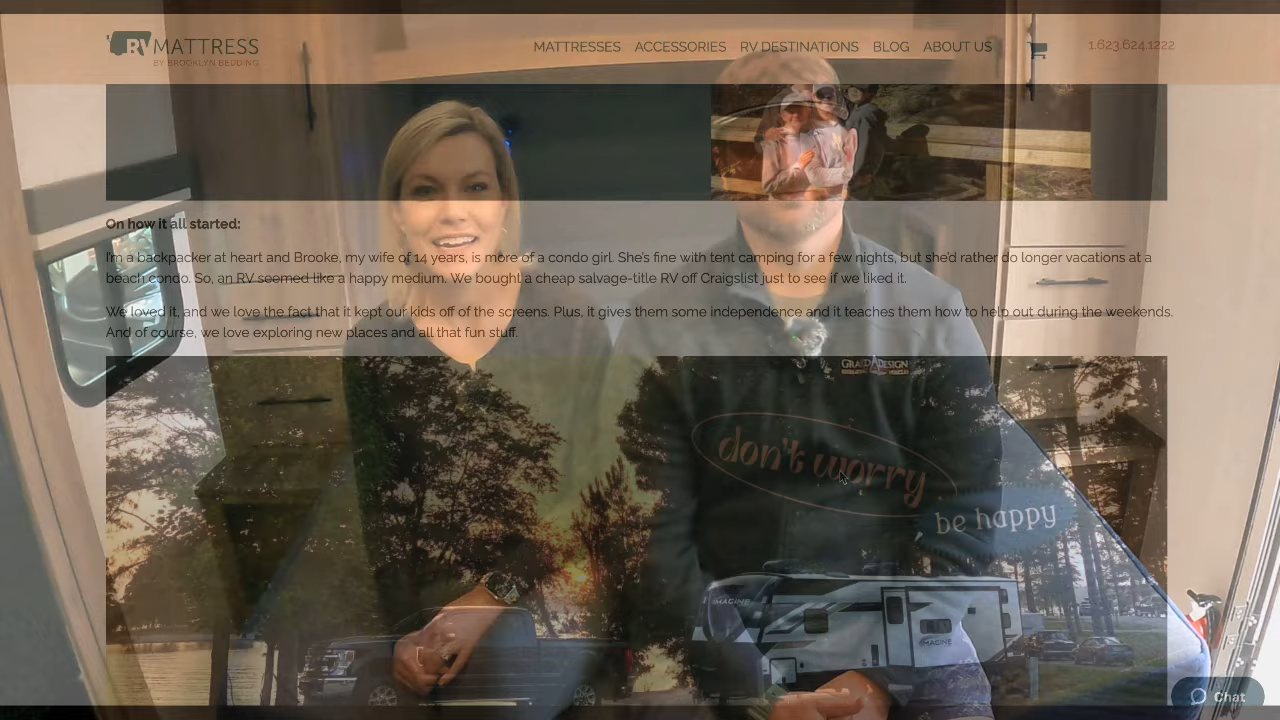 RVMATTRESS
BY BROOKLYN BEDDING
MATTRESSES ACCESSORIES RV DESTINATIONS BLOG ABOUT US
1.623.624.1222
On how it all started:
I'm a backpacker at heart and Brooke, my wife of 14 years, is more of a condo girl. She's fine with tent camping for a few nights, but she'd rather do longer vacations at a
beach condo. So, an RV seemed like a happy medium. We bought a cheap salvage-title RV off Craigslist just to see if we liked it.
We loved it, and we love the fact that it kept our kids off of the screens. Plus, it gives them some independence and it teaches them how to help out during the weekends.
And of course, we love exploring new places and all that fun stuff.
GRAND DESIGN
don't worry
be happy
IMAGINE
IMAGINE
Chat